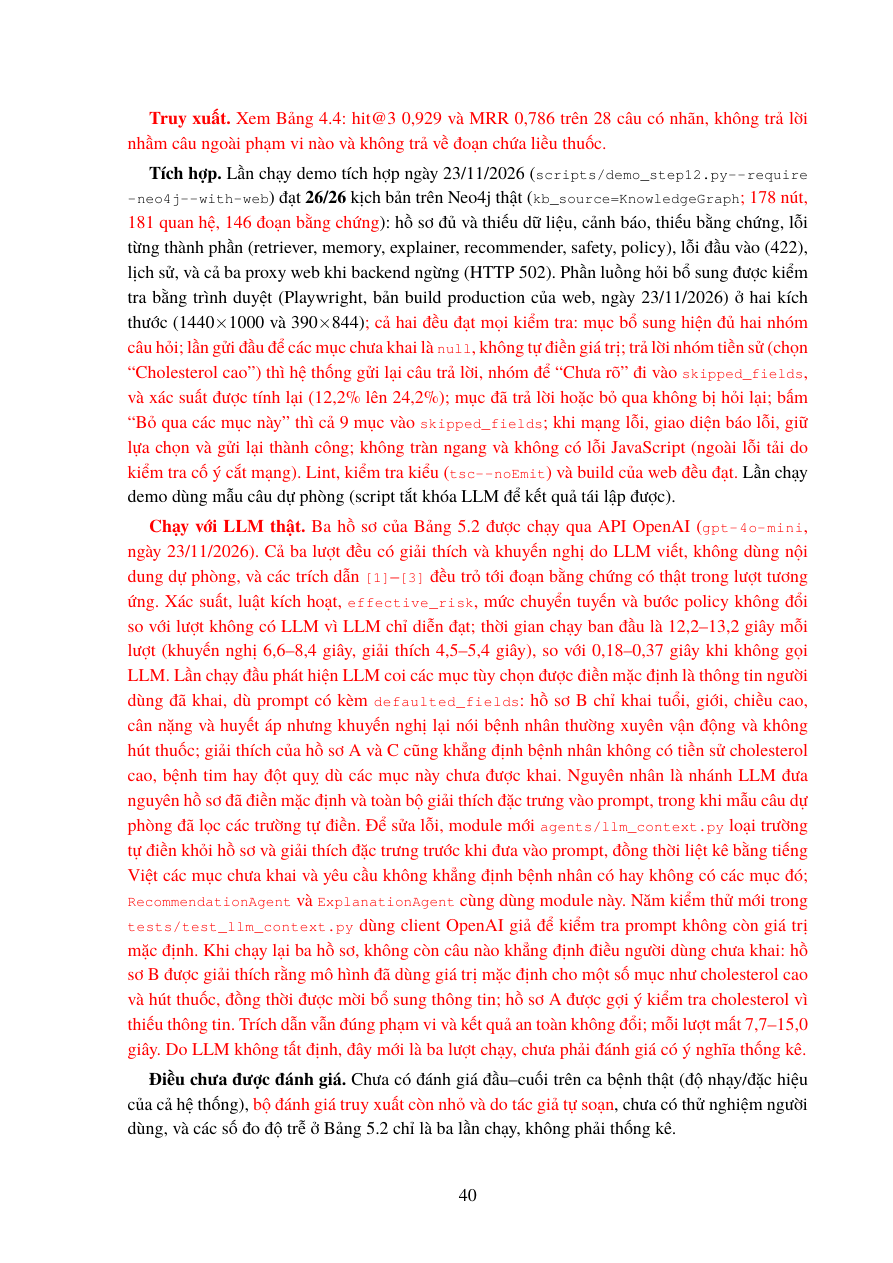 Truy xuất. Xem Bảng 4.4: hit@3 0,929 và MRR 0,786 trên 28 câu có nhãn, không trả lời
nhầm câu ngoài phạm vi nào và không trả về đoạn chứa liều thuốc.
Tích hợp. Lần chạy demo tích hợp ngày 23/11/2026 (scripts/demo_step12.py--require
-neo4j--with-web) đạt 26/26 kịch bản trên Neo4j thật (kb_source=KnowledgeGraph; 178 nút,
181 quan hệ, 146 đoạn bằng chứng): hồ sơ đủ và thiếu dữ liệu, cảnh báo, thiếu bằng chứng, lỗi
từng thành phần (retriever, memory, explainer, recommender, safety, policy), lỗi đầu vào (422),
lịch sử, và cả ba proxy web khi backend ngừng (HTTP 502). Phần luồng hỏi bổ sung được kiểm
tra bằng trình duyệt (Playwright, bản build production của web, ngày 23/11/2026) ở hai kích
thước (1440×1000 và 390×844); cả hai đều đạt mọi kiểm tra: mục bổ sung hiện đủ hai nhóm
câu hỏi; lần gửi đầu để các mục chưa khai là null, không tự điền giá trị; trả lời nhóm tiền sử (chọn
“Cholesterol cao”) thì hệ thống gửi lại câu trả lời, nhóm để “Chưa rõ” đi vào skipped_fields,
và xác suất được tính lại (12,2% lên 24,2%); mục đã trả lời hoặc bỏ qua không bị hỏi lại; bấm
“Bỏ qua các mục này” thì cả 9 mục vào skipped_fields; khi mạng lỗi, giao diện báo lỗi, giữ
lựa chọn và gửi lại thành công; không tràn ngang và không có lỗi JavaScript (ngoài lỗi tải do
kiểm tra cố ý cắt mạng). Lint, kiểm tra kiểu (tsc--noEmit) và build của web đều đạt. Lần chạy
demo dùng mẫu câu dự phòng (script tắt khóa LLM để kết quả tái lập được).
Chạy với LLM thật. Ba hồ sơ của Bảng 5.2 được chạy qua API OpenAI (gpt-4o-mini,
ngày 23/11/2026). Cả ba lượt đều có giải thích và khuyến nghị do LLM viết, không dùng nội
dung dự phòng, và các trích dẫn [1]–[3] đều trỏ tới đoạn bằng chứng có thật trong lượt tương
ứng. Xác suất, luật kích hoạt, effective_risk, mức chuyển tuyến và bước policy không đổi
so với lượt không có LLM vì LLM chỉ diễn đạt; thời gian chạy ban đầu là 12,2–13,2 giây mỗi
lượt (khuyến nghị 6,6–8,4 giây, giải thích 4,5–5,4 giây), so với 0,18–0,37 giây khi không gọi
LLM. Lần chạy đầu phát hiện LLM coi các mục tùy chọn được điền mặc định là thông tin người
dùng đã khai, dù prompt có kèm defaulted_fields: hồ sơ B chỉ khai tuổi, giới, chiều cao,
cân nặng và huyết áp nhưng khuyến nghị lại nói bệnh nhân thường xuyên vận động và không
hút thuốc; giải thích của hồ sơ A và C cũng khẳng định bệnh nhân không có tiền sử cholesterol
cao, bệnh tim hay đột quỵ dù các mục này chưa được khai. Nguyên nhân là nhánh LLM đưa
nguyên hồ sơ đã điền mặc định và toàn bộ giải thích đặc trưng vào prompt, trong khi mẫu câu dự
phòng đã lọc các trường tự điền. Để sửa lỗi, module mới agents/llm_context.py loại trường
tự điền khỏi hồ sơ và giải thích đặc trưng trước khi đưa vào prompt, đồng thời liệt kê bằng tiếng
Việt các mục chưa khai và yêu cầu không khẳng định bệnh nhân có hay không có các mục đó;
RecommendationAgent và ExplanationAgent cùng dùng module này. Năm kiểm thử mới trong
tests/test_llm_context.py dùng client OpenAI giả để kiểm tra prompt không còn giá trị
mặc định. Khi chạy lại ba hồ sơ, không còn câu nào khẳng định điều người dùng chưa khai: hồ
sơ B được giải thích rằng mô hình đã dùng giá trị mặc định cho một số mục như cholesterol cao
và hút thuốc, đồng thời được mời bổ sung thông tin; hồ sơ A được gợi ý kiểm tra cholesterol vì
thiếu thông tin. Trích dẫn vẫn đúng phạm vi và kết quả an toàn không đổi; mỗi lượt mất 7,7–15,0
giây. Do LLM không tất định, đây mới là ba lượt chạy, chưa phải đánh giá có ý nghĩa thống kê.
Điều chưa được đánh giá. Chưa có đánh giá đầu–cuối trên ca bệnh thật (độ nhạy/đặc hiệu
của cả hệ thống), bộ đánh giá truy xuất còn nhỏ và do tác giả tự soạn, chưa có thử nghiệm người
dùng, và các số đo độ trễ ở Bảng 5.2 chỉ là ba lần chạy, không phải thống kê.
40